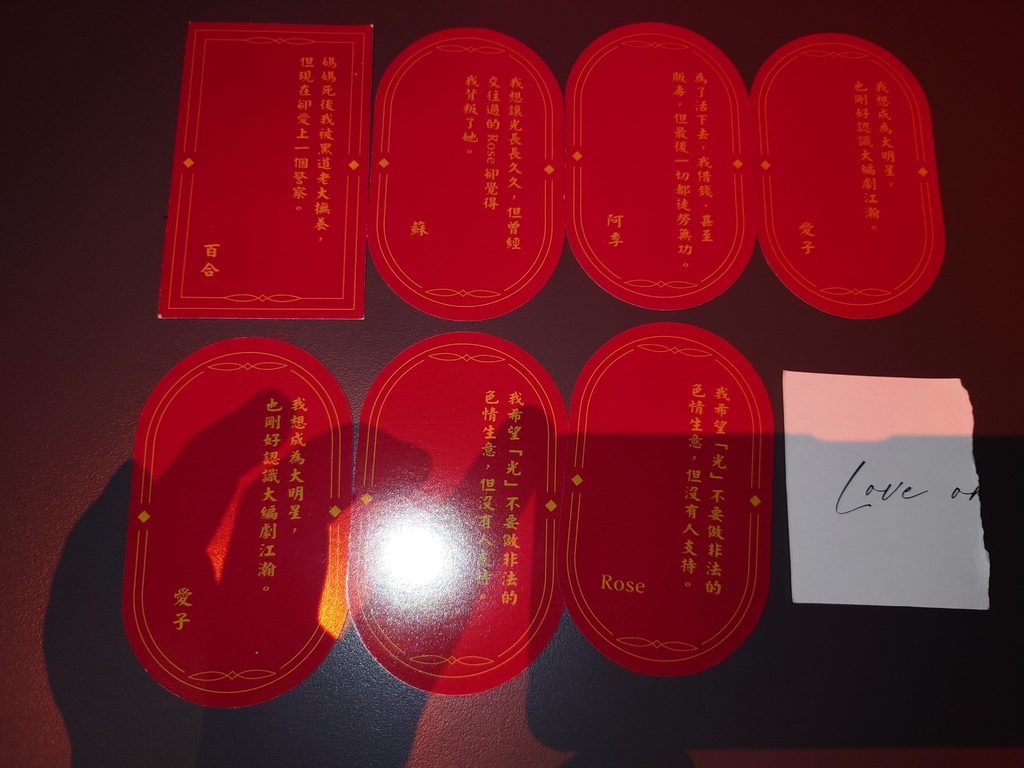 媽媽死後我被黑道老大撫養，
但現在卻愛上一個警察。
百合
我想讓光長長久久，但曾經
交往過的 Rose 卻覺得
我背叛了她。
蘇
為了活下去，我借錢、甚至
販毒，但最後一切都徒勞無功。
阿季
我想成為大明星，
也剛好認識大編劇江瀚。
愛子
我想成為大明星，
也剛好認識大編劇江瀚。
愛子
我希望「光」不要做非法的
色情生意，但沒有人支持。
我希望「光」不要做非法的
色情生意，但沒有人支持。
Rose
Love or